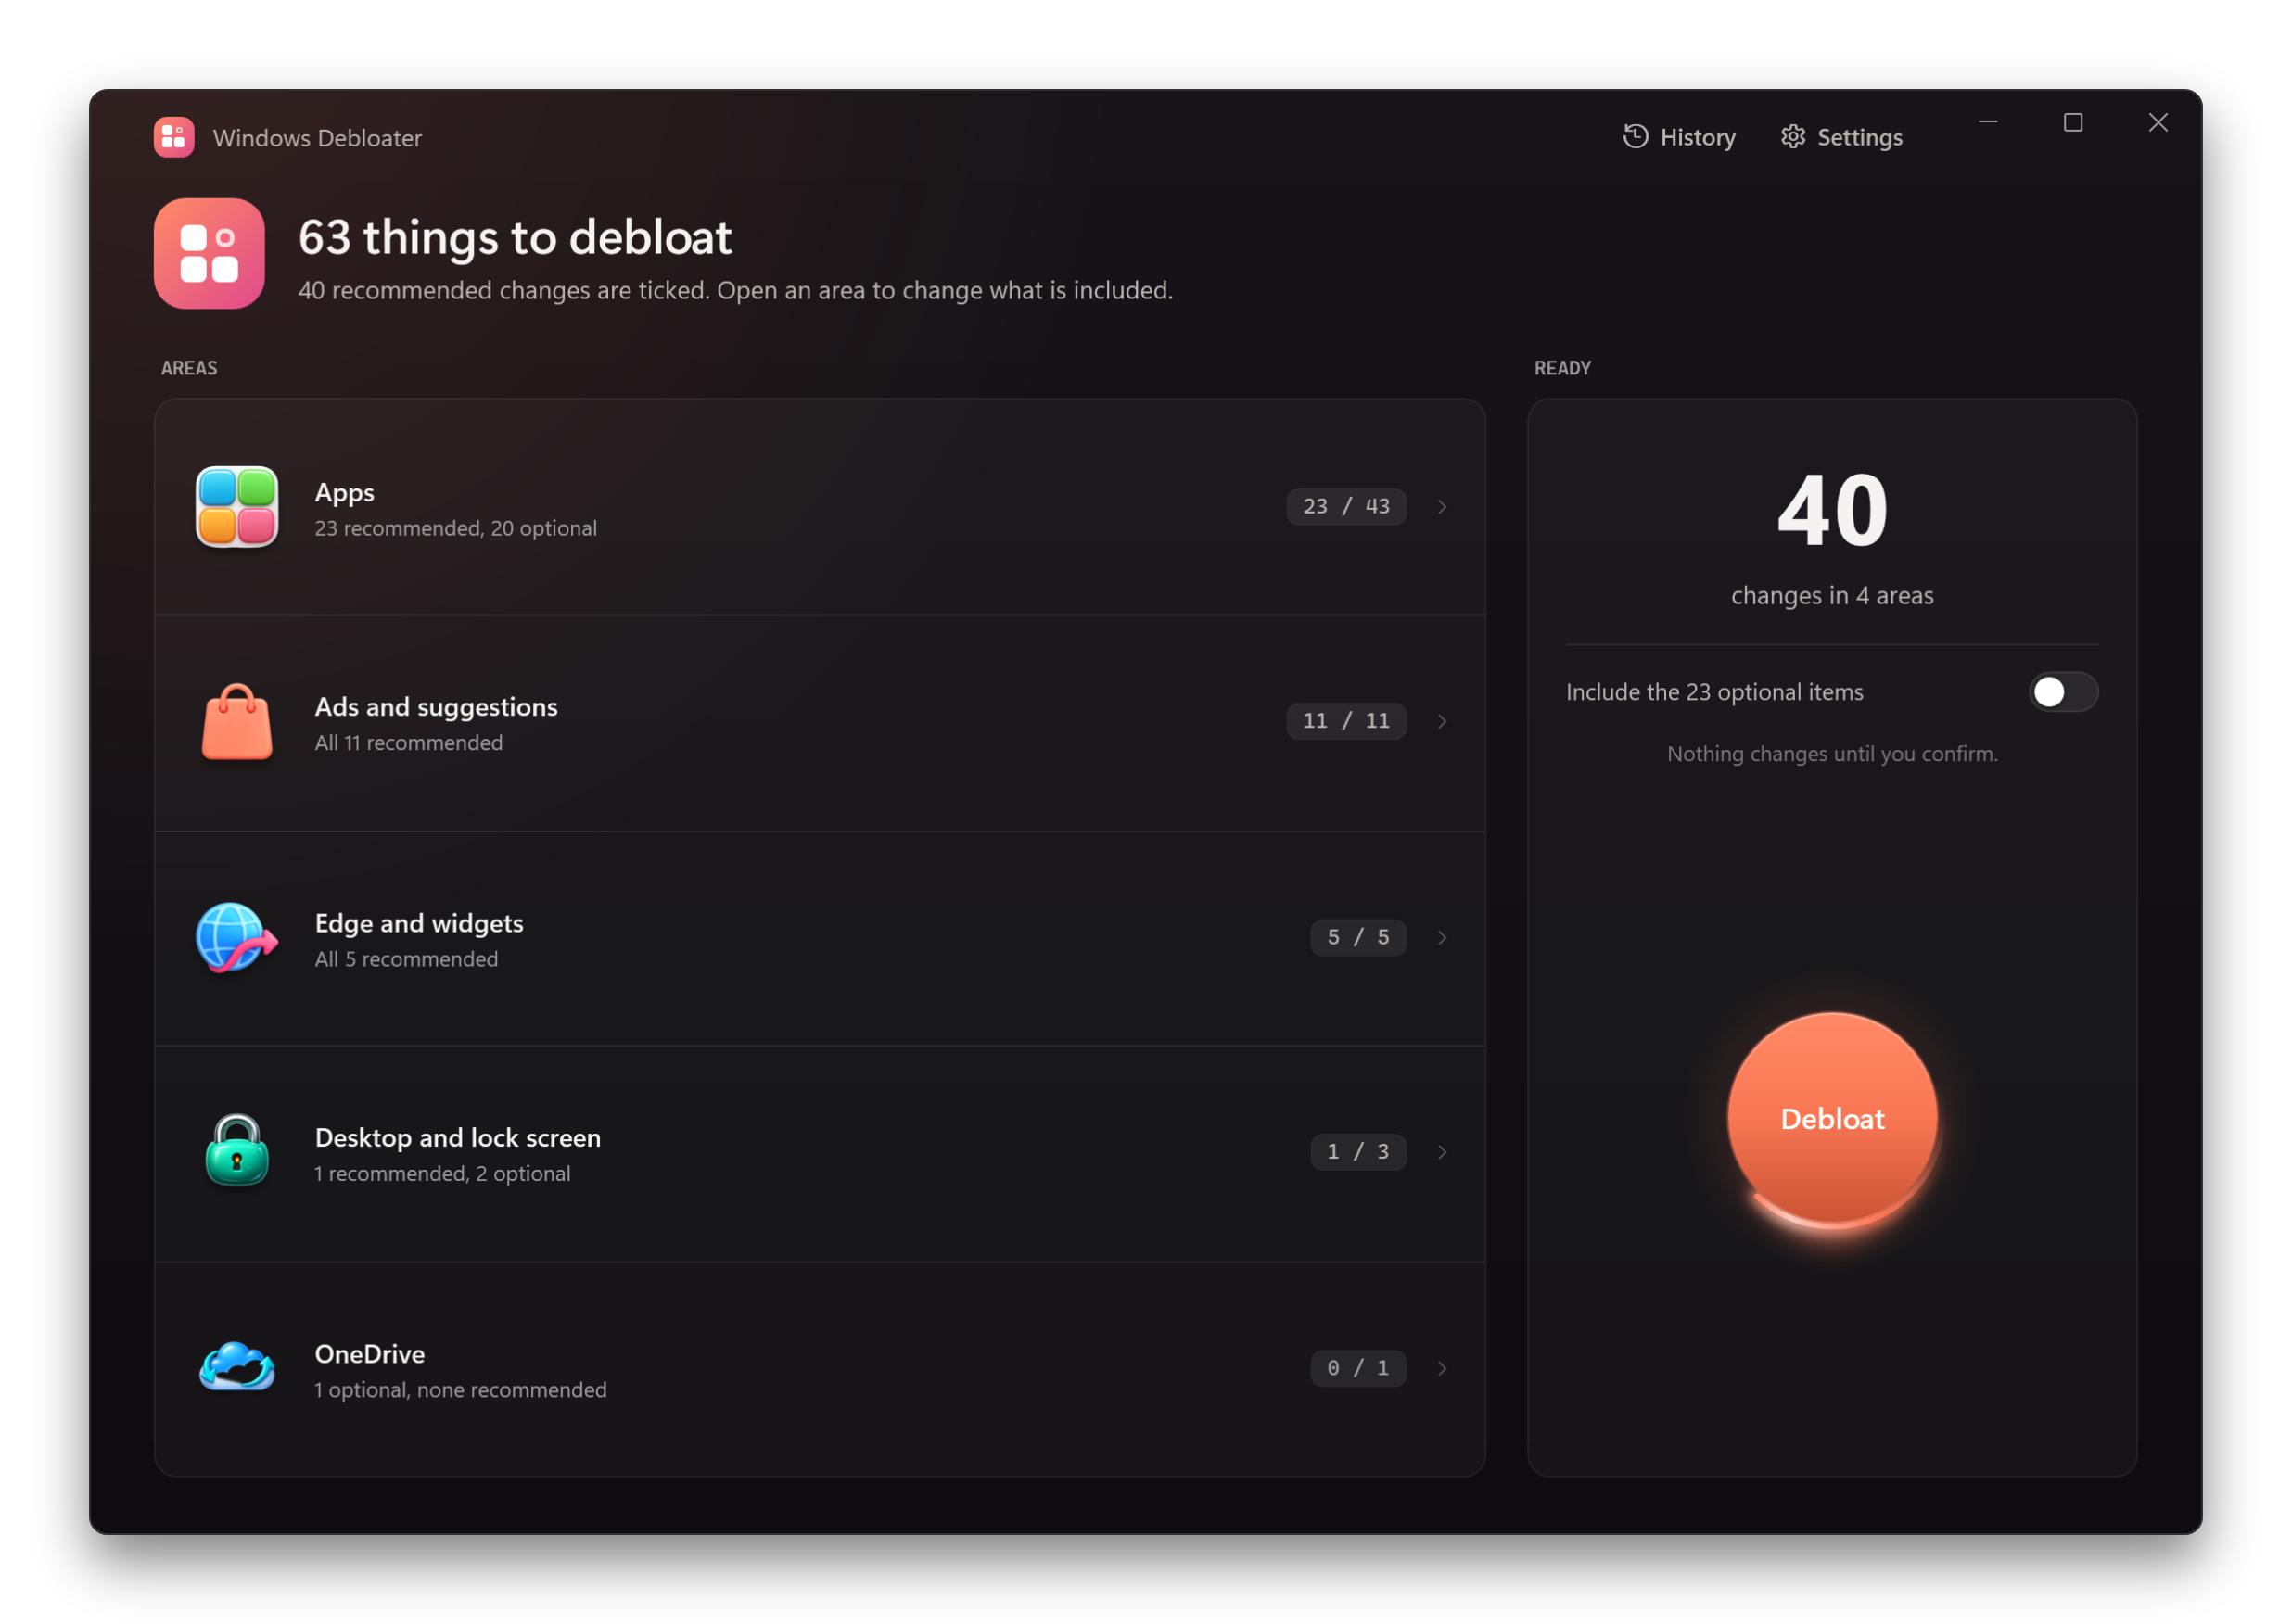 Windows Debloater
History
Settings
63 things to debloat
40 recommended changes are ticked. Open an area to change what is included.
AREAS
Apps
23 recommended, 20 optional
23 / 43
Ads and suggestions
All 11 recommended
11 / 11
Edge and widgets
All 5 recommended
5 / 5
Desktop and lock screen
1 recommended, 2 optional
1 / 3
OneDrive
1 optional, none recommended
0 / 1
READY
40
changes in 4 areas
Include the 23 optional items
Nothing changes until you confirm.
Debloat